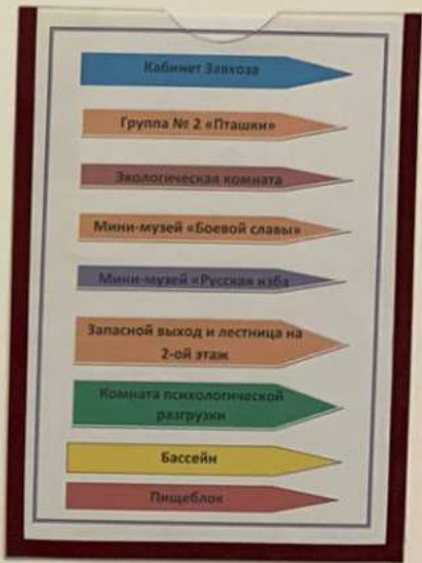 Кабинет Завхоза
Группа № 2 «Пташки»
Экологическая комната
Мини-музей «Боевой славы»
Мини-музей «Русская изба
Запасной выход и лестница на
2-ой этаж
Комната психологической
разгрузки
Бассейн
Пищеблок